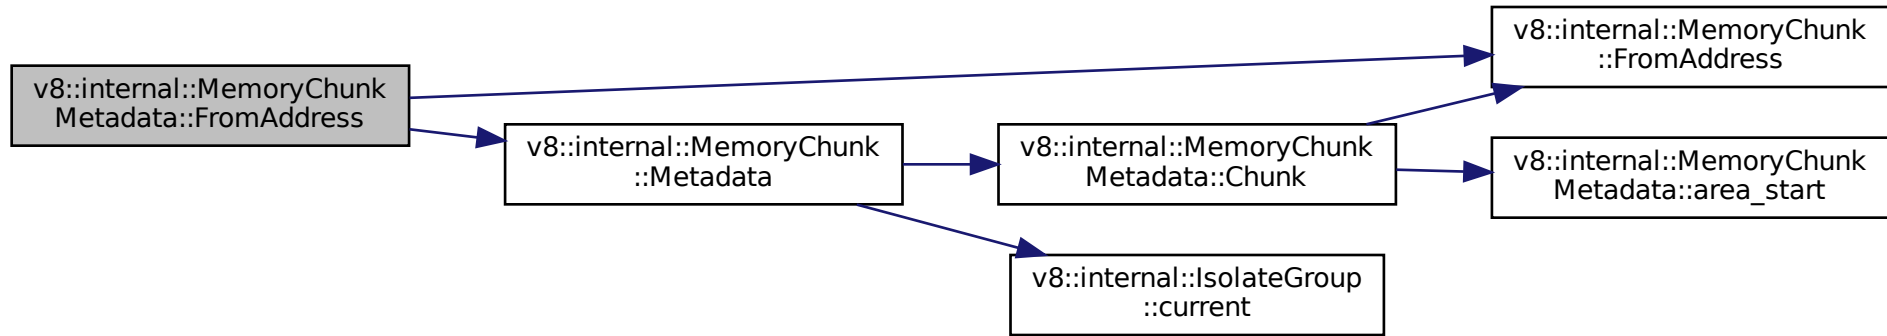 v8::internal::MemoryChunk
Metadata::FromAddress
v8::internal::MemoryChunk
::Metadata
v8::internal::MemoryChunk
Metadata::Chunk
v8::internal::IsolateGroup
::current
v8::internal::MemoryChunk
::FromAddress
v8::internal::MemoryChunk
Metadata::area_start